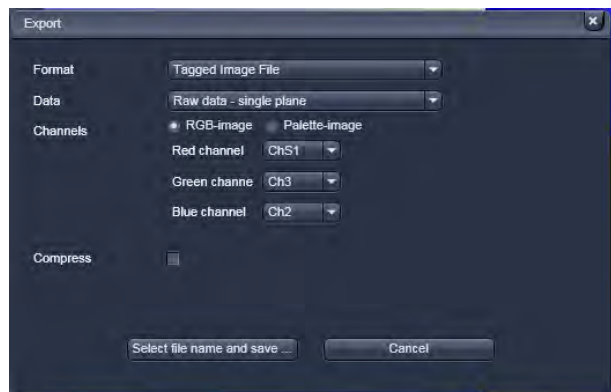 Export
Format Tagged Image File
Data Raw data - single plane
Channels RGB-image Palette-image
Red channel ChS1
Green channe Ch3
Blue channel Ch2
Compress
Select file name and save ... Cancel